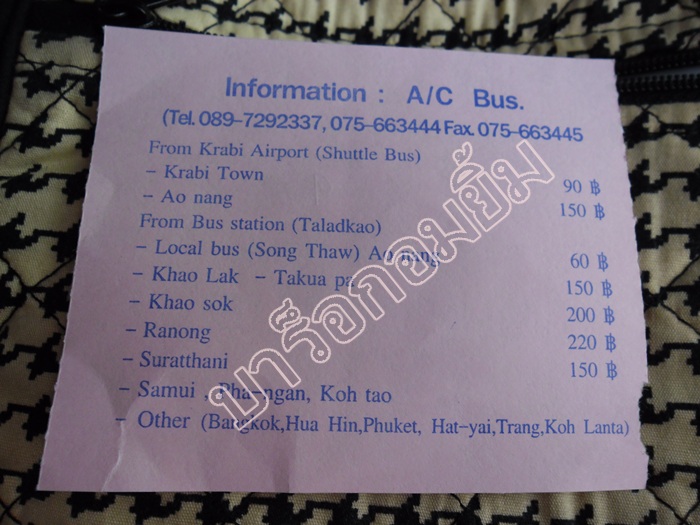 Information : A/C Bus.
(Tel. 089-7292337, 075-663444 Fax. 075-663445
From Krabi Airport (Shuttle Bus)
- Krabi Town 90 ฿
- Ao nang 150 ฿
From Bus station (Taladkao)
- Local bus (Song Thaw) Ao nang 60 ฿
- Khao Lak - Takua pa 150 ฿
- Khao sok 200 ฿
- Ranong 220 ฿
- Suratthani 150 ฿
- Samui , Pha-ngan, Koh tao
- Other (Bangkok,Hua Hin,Phuket, Hat-yai,Trang,Koh Lanta)
บาร็อกอมยิ้ม